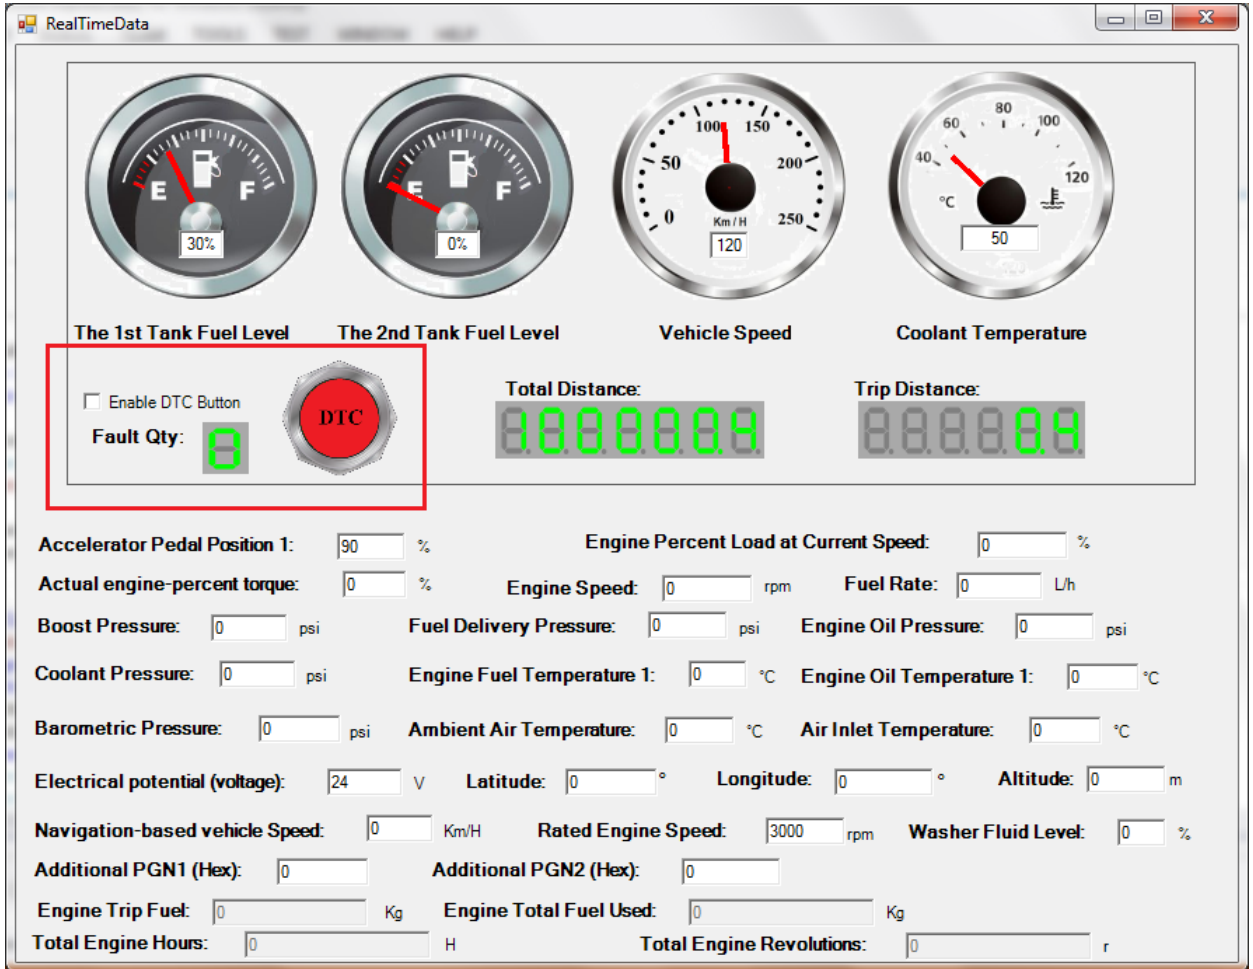 RealTimeData
E F
30%
E F
0%
0 50 100 150 200 250
Km / H
120
40 60 80 100 120
°C
50
The 1st Tank Fuel Level The 2nd Tank Fuel Level Vehicle Speed Coolant Temperature
Enable DTC Button
Fault Qty: 0
DTC
Total Distance:
100000.4
Trip Distance:
0.4
Accelerator Pedal Position 1: 90 % Engine Percent Load at Current Speed: 0 %
Actual engine-percent torque: 0 % Engine Speed: 0 rpm Fuel Rate: 0 L/h
Boost Pressure: 0 psi Fuel Delivery Pressure: 0 psi Engine Oil Pressure: 0 psi
Coolant Pressure: 0 psi Engine Fuel Temperature 1: 0 °C Engine Oil Temperature 1: 0 °C
Barometric Pressure: 0 psi Ambient Air Temperature: 0 °C Air Inlet Temperature: 0 °C
Electrical potential (voltage): 24 V Latitude: 0 ° Longitude: 0 ° Altitude: 0 m
Navigation-based vehicle Speed: 0 Km/H Rated Engine Speed: 3000 rpm Washer Fluid Level: 0 %
Additional PGN1 (Hex): 0 Additional PGN2 (Hex): 0
Engine Trip Fuel: 0 Kg Engine Total Fuel Used: 0 Kg
Total Engine Hours: 0 H Total Engine Revolutions: 0 r